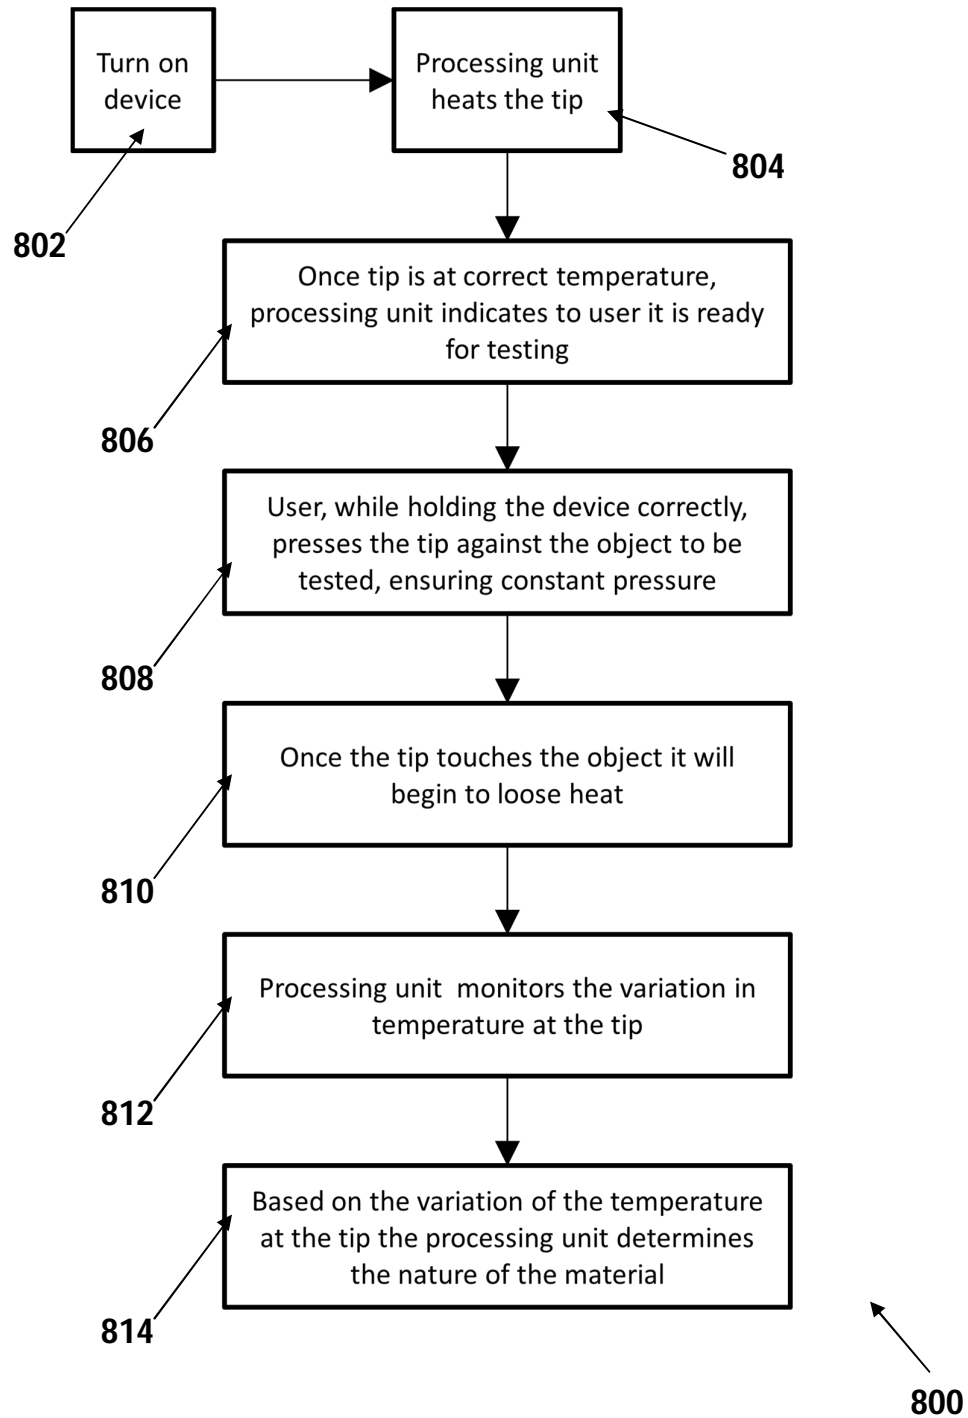 Turn on
device
Processing unit
heats the tip
804
802
Once tip is at correct temperature,
processing unit indicates to user it is ready
for testing
806
User, while holding the device correctly,
presses the tip against the object to be
tested, ensuring constant pressure
808
Once the tip touches the object it will
begin to loose heat
810
Processing unit  monitors the variation in
temperature at the tip
812
Based on the variation of the temperature
at the tip the processing unit determines
the nature of the material
814
800